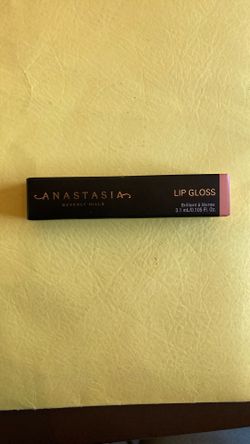 ANASTASIA
BEVERLY HILLS
LIP GLOSS
Brillant à lèvres
3.1 mL/0.105 Fl. Oz.